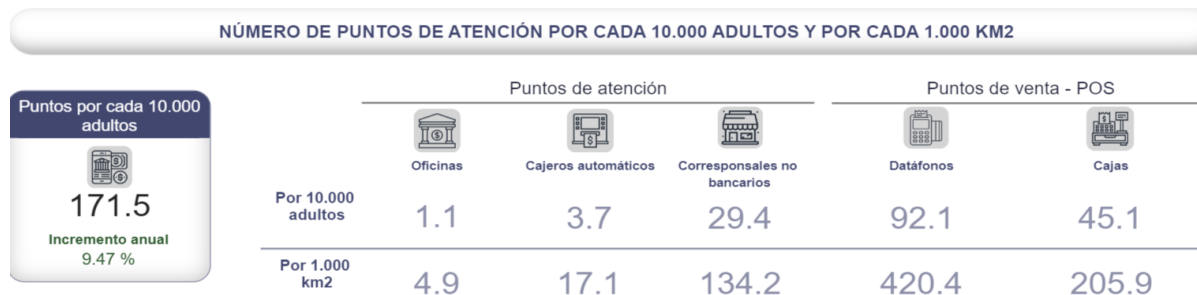 NÚMERO DE PUNTOS DE ATENCIÓN POR CADA 10.000 ADULTOS Y POR CADA 1.000 KM2
Puntos por cada 10.000
adultos
171.5
Incremento anual
9.47 %
Puntos de atención
Puntos de venta - POS
Oficinas
Cajeros automáticos
Corresponsales no
bancarios
Datáfonos
Cajas
Por 10.000
adultos
1.1
3.7
29.4
92.1
45.1
Por 1.000
km2
4.9
17.1
134.2
420.4
205.9